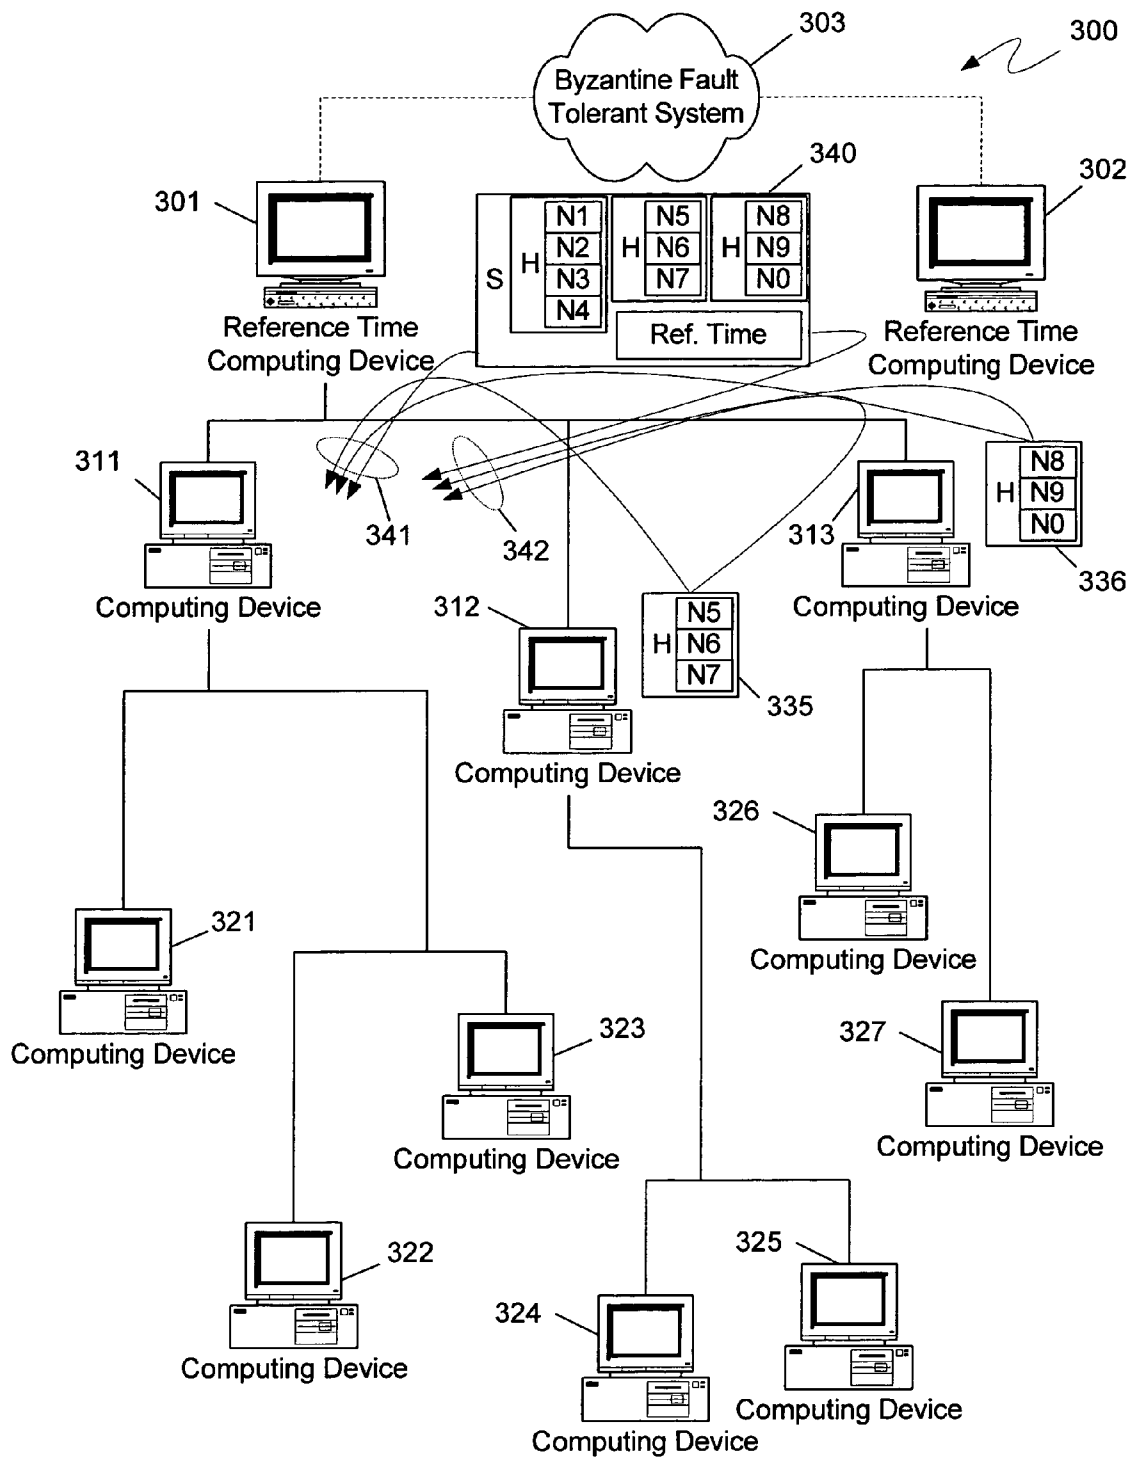 303
300
Byzantine Fault
Tolerant System
340
302
301
S
H
N1
N2
N3
N4
H
N5
N6
N7
H
N8
N9
N0
Ref. Time
Reference Time
Computing Device
Reference Time
Computing Device
311
341
342
313
H
N8
N9
N0
336
Computing Device
312
H
N5
N6
N7
335
Computing Device
Computing Device
326
Computing Device
321
Computing Device
323
Computing Device
327
Computing Device
322
Computing Device
324
Computing Device
325
Computing Device